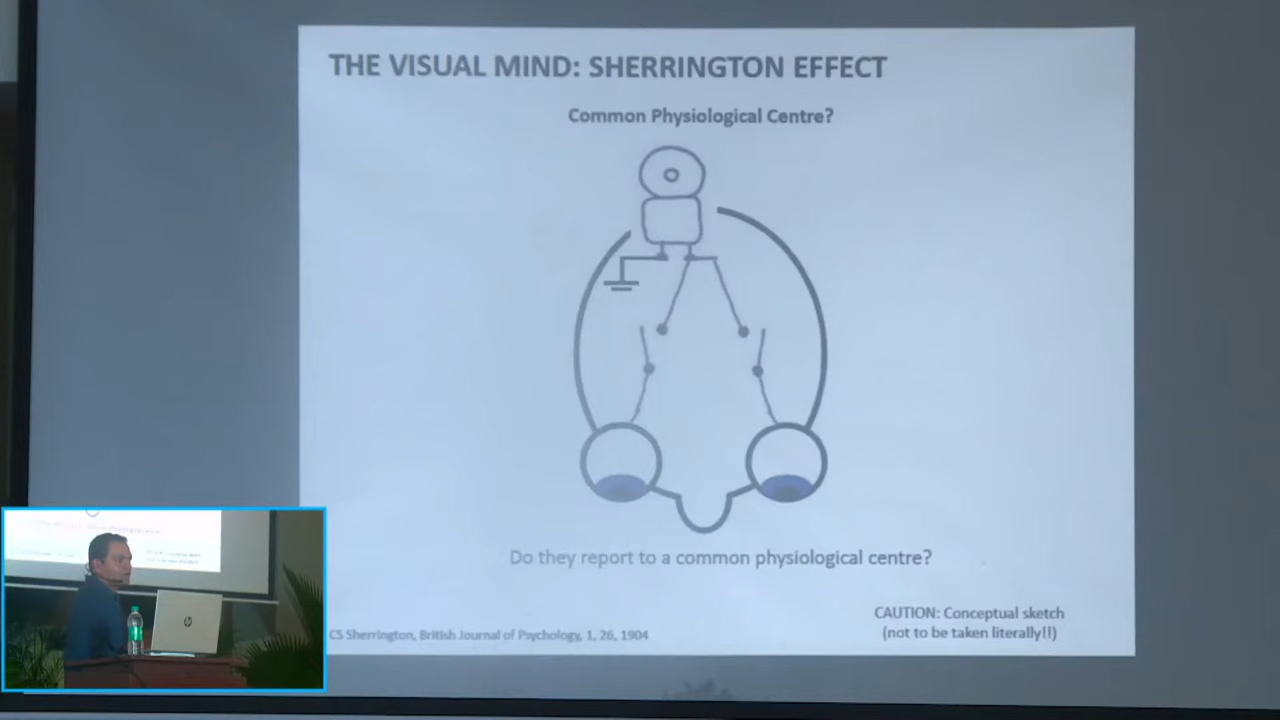 THE VISUAL MIND: SHERRINGTON EFFECT
Common Physiological Centre?
Do they report to a common physiological centre?
CAUTION: Conceptual sketch
(not to be taken literally!!)
CS Sherrington, British Journal of Psychology, 1, 26, 1904
hp